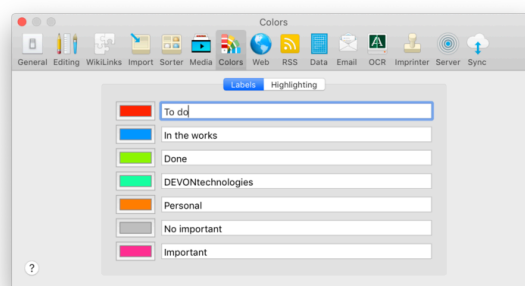 Colors
General Editing WikiLinks Import Sorter Media Colors Web RSS Data Email OCR Imprinter Server Sync
Labels Highlighting
To do
In the works
Done
DEVONtechnologies
Personal
No important
Important
?